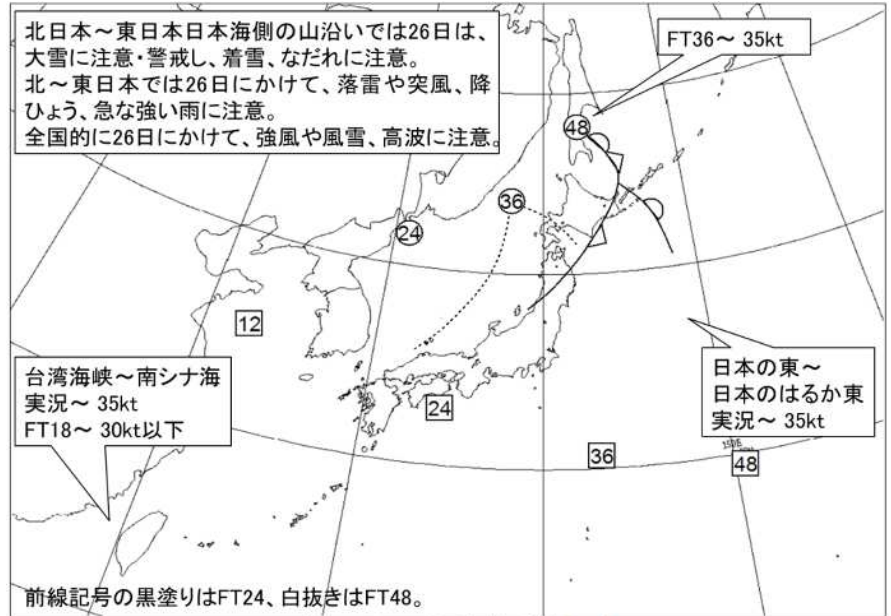 北日本～東日本日本海側の山沿いでは26日は、
大雪に注意・警戒し、着雪、なだれに注意。
北～東日本では26日にかけて、落雷や突風、降
ひょう、急な強い雨に注意。
全国的に26日にかけて、強風や風雪、高波に注意。
FT36～ 35kt
48
36
24
12
台湾海峡～南シナ海
実況～ 35kt
FT18～ 30kt以下
日本の東～
日本のはるか東
実況～ 35kt
24
36
150E
48
前線記号の黒塗りはFT24、白抜きはFT48。